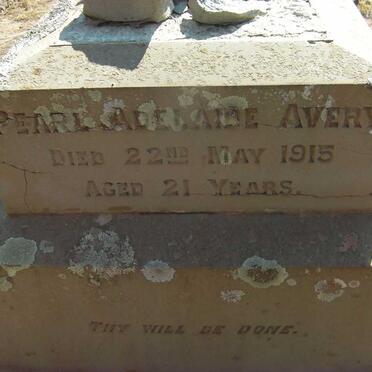 PEARL ADELAIDE AVERY
DIED 22ND MAY 1915
AGED 21 YEARS.
THY WILL BE DONE.